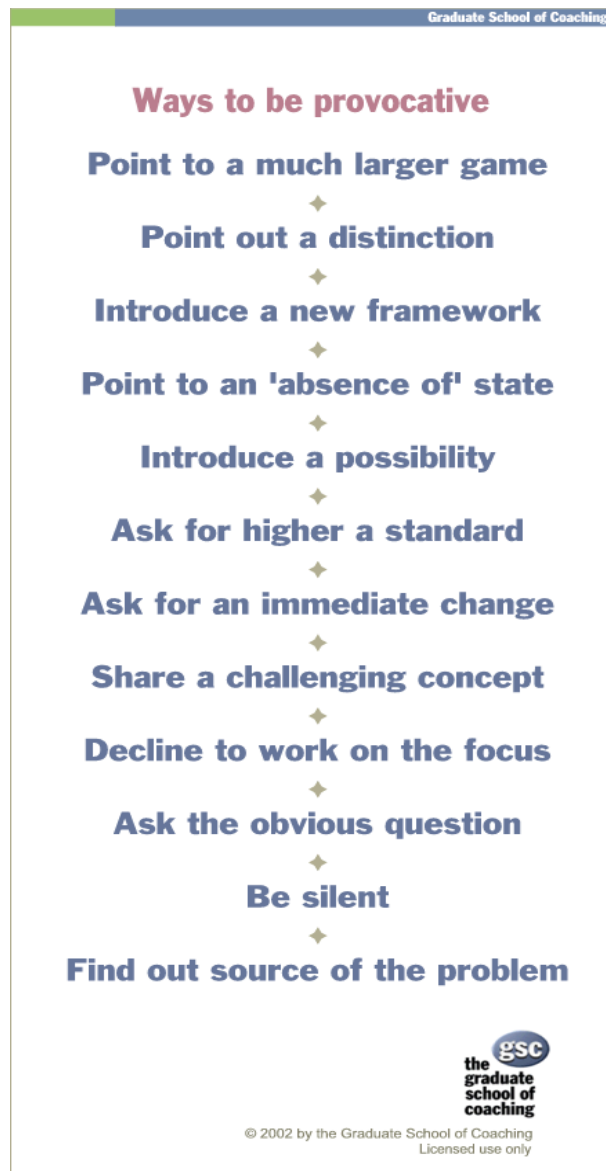 Graduate School of Coaching
Ways to be provocative
Point to a much larger game
Point out a distinction
Introduce a new framework
Point to an 'absence of' state
Introduce a possibility
Ask for higher a standard
Ask for an immediate change
Share a challenging concept
Decline to work on the focus
Ask the obvious question
Be silent
Find out source of the problem
gsc
the
graduate
school of
coaching
© 2002 by the Graduate School of Coaching
Licensed use only